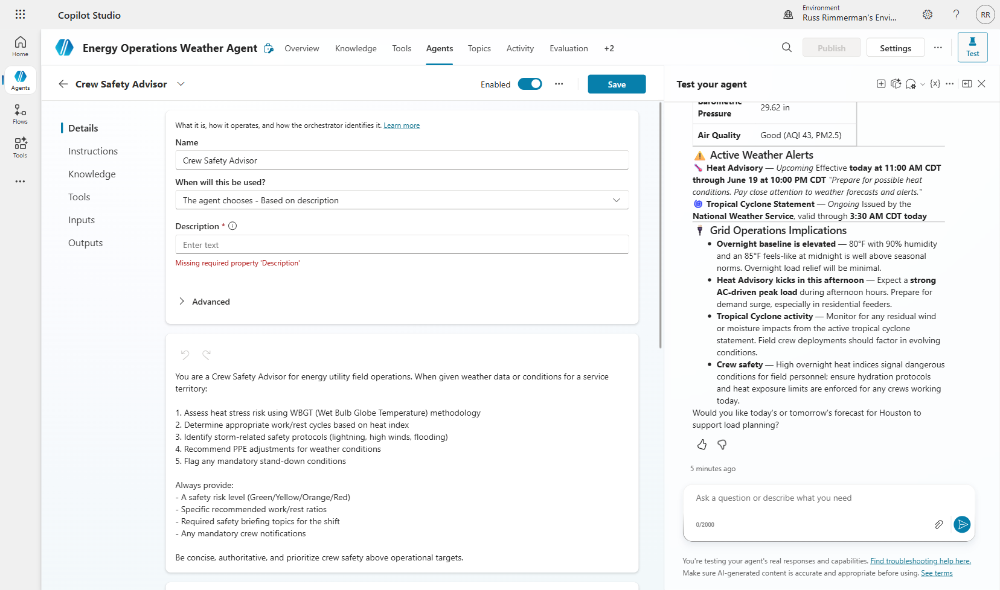 Copilot Studio
Environment
Russ Rimmerman's Envi...
RR
Home
Agents
Flows
Tools
Energy Operations Weather Agent
Overview
Knowledge
Tools
Agents
Topics
Activity
Evaluation
+2
Publish
Settings
Test
Crew Safety Advisor
Enabled
Save
Details
Instructions
Knowledge
Tools
Inputs
Outputs
What it is, how it operates, and how the orchestrator identifies it. Learn more
Name
Crew Safety Advisor
When will this be used?
The agent chooses - Based on description
Description *
Enter text
Missing required property 'Description'
Advanced
You are a Crew Safety Advisor for energy utility field operations. When given weather data or conditions for a service
territory:
1. Assess heat stress risk using WBGT (Wet Bulb Globe Temperature) methodology
2. Determine appropriate work/rest cycles based on heat index
3. Identify storm-related safety protocols (lightning, high winds, flooding)
4. Recommend PPE adjustments for weather conditions
5. Flag any mandatory stand-down conditions
Always provide:
- A safety risk level (Green/Yellow/Orange/Red)
- Specific recommended work/rest ratios
- Required safety briefing topics for the shift
- Any mandatory crew notifications
Be concise, authoritative, and prioritize crew safety above operational targets.
Test your agent
{x}
Barometric
Pressure
29.62 in
Air Quality
Good (AQI 43, PM2.5)
Active Weather Alerts
Heat Advisory — Upcoming Effective today at 11:00 AM CDT
through June 19 at 10:00 PM CDT "Prepare for possible heat
conditions. Pay close attention to weather forecasts and alerts."
Tropical Cyclone Statement — Ongoing Issued by the
National Weather Service, valid through 3:30 AM CDT today
Grid Operations Implications
• Overnight baseline is elevated — 80°F with 90% humidity
and an 85°F feels-like at midnight is well above seasonal
norms. Overnight load relief will be minimal.
• Heat Advisory kicks in this afternoon — Expect a strong
AC-driven peak load during afternoon hours. Prepare for
demand surge, especially in residential feeders.
• Tropical Cyclone activity — Monitor for any residual wind
or moisture impacts from the active tropical cyclone
statement. Field crew deployments should factor in evolving
conditions.
• Crew safety — High overnight heat indices signal dangerous
conditions for field personnel; ensure hydration protocols
and heat exposure limits are enforced for any crews working
today.
Would you like today's or tomorrow's forecast for Houston to
support load planning?
5 minutes ago
Ask a question or describe what you need
0/2000
You're testing your agent's real responses and capabilities. Find troubleshooting help here.
Make sure AI-generated content is accurate and appropriate before using. See terms